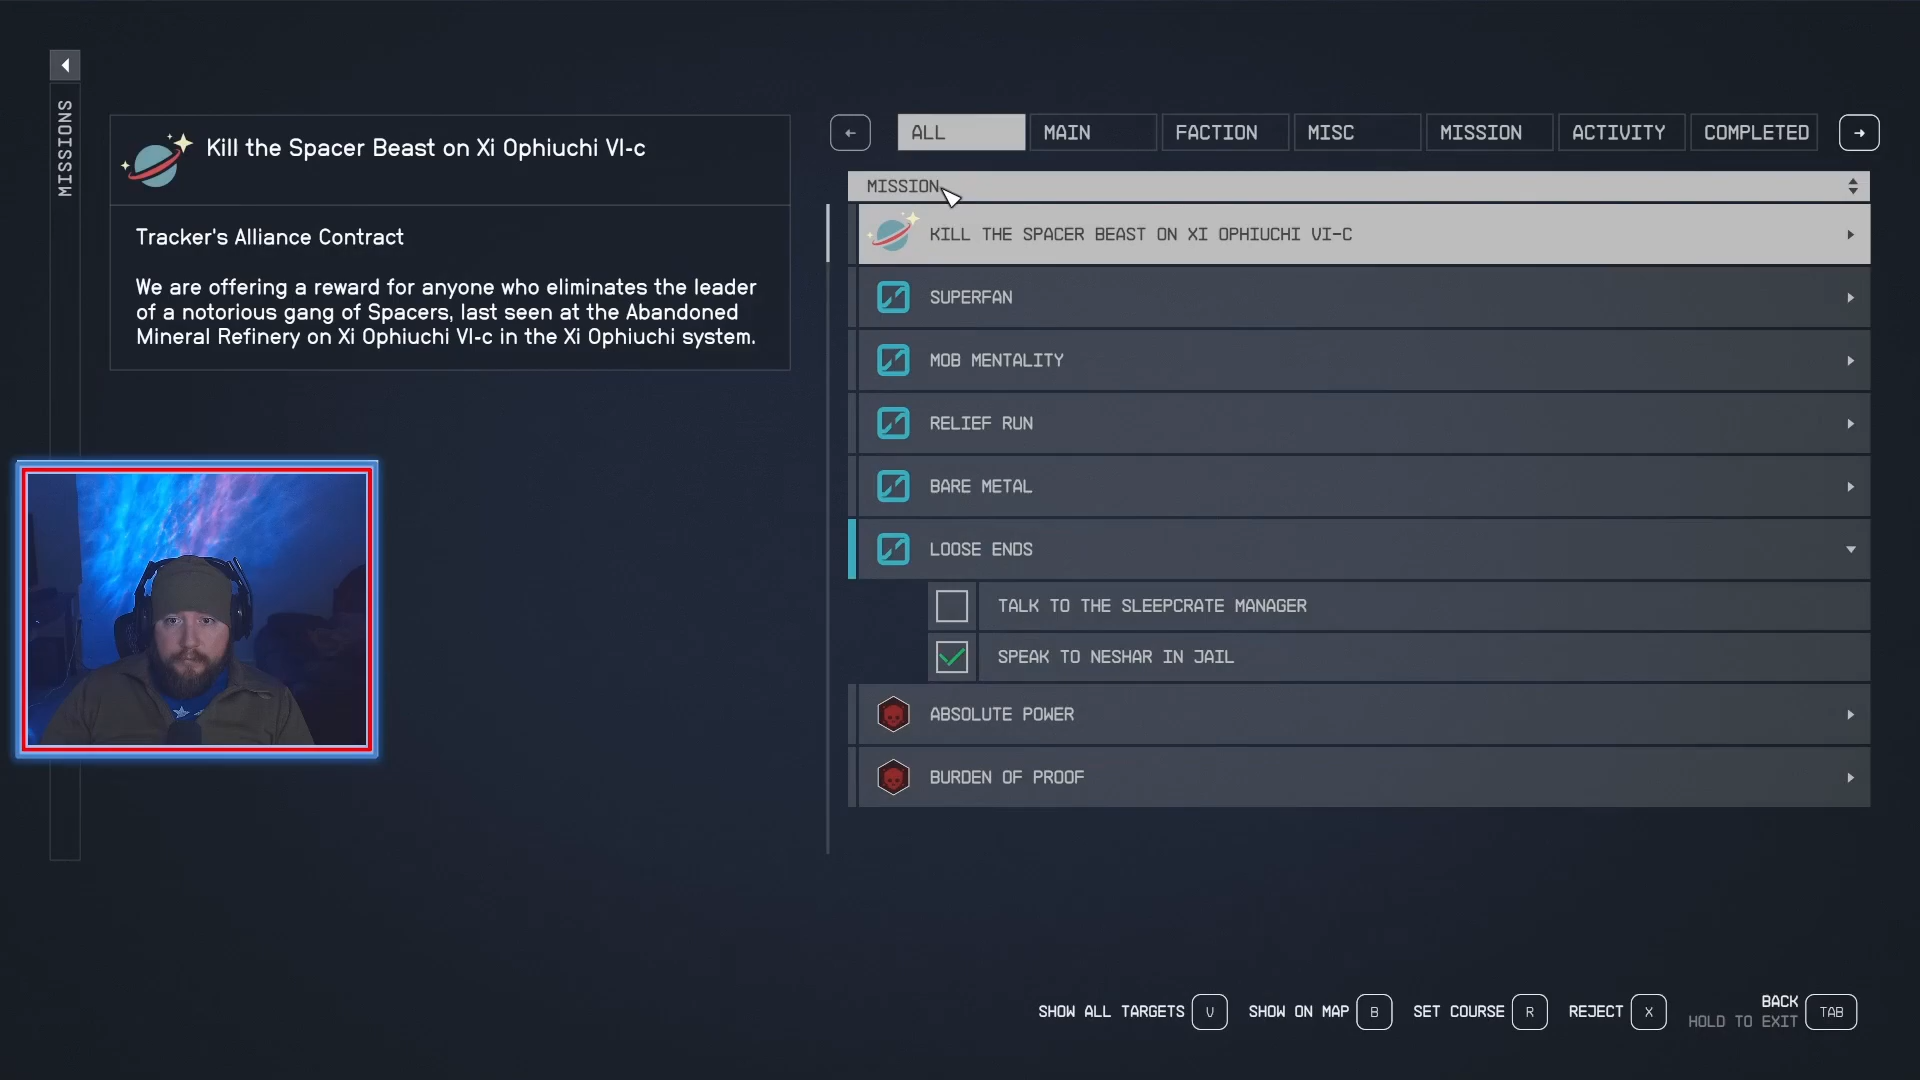 MISSIONS
Kill the Spacer Beast on Xi Ophiuchi VI-c
Tracker's Alliance Contract
We are offering a reward for anyone who eliminates the leader
of a notorious gang of Spacers, last seen at the Abandoned
Mineral Refinery on Xi Ophiuchi VI-c in the Xi Ophiuchi system.
ALL MAIN FACTION MISC MISSION ACTIVITY COMPLETED
MISSION
KILL THE SPACER BEAST ON XI OPHIUCHI VI-C
SUPERFAN
MOB MENTALITY
RELIEF RUN
BARE METAL
LOOSE ENDS
TALK TO THE SLEEPCRATE MANAGER
SPEAK TO NESHAR IN JAIL
ABSOLUTE POWER
BURDEN OF PROOF
SHOW ALL TARGETS V SHOW ON MAP B SET COURSE R REJECT X BACK TAB
HOLD TO EXIT